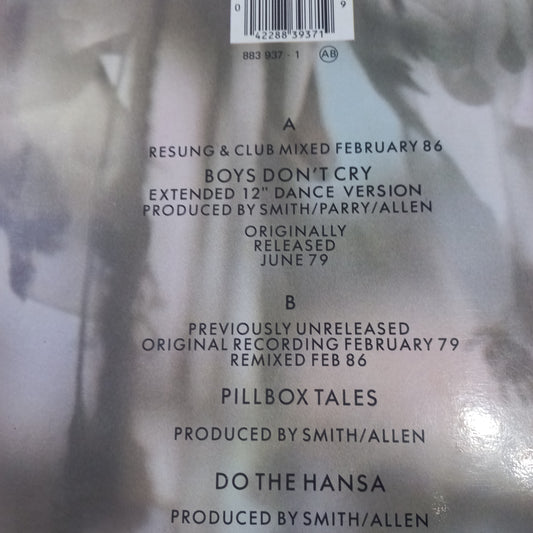 0 9
42288 39371
883 937 - 1 AB
A
RESUNG & CLUB MIXED FEBRUARY 86
BOYS DON'T CRY
EXTENDED 12" DANCE VERSION
PRODUCED BY SMITH/PARRY/ALLEN
ORIGINALLY
RELEASED
JUNE 79
B
PREVIOUSLY UNRELEASED
ORIGINAL RECORDING FEBRUARY 79
REMIXED FEB 86
PILLBOX TALES
PRODUCED BY SMITH/ALLEN
DO THE HANSA
PRODUCED BY SMITH/ALLEN